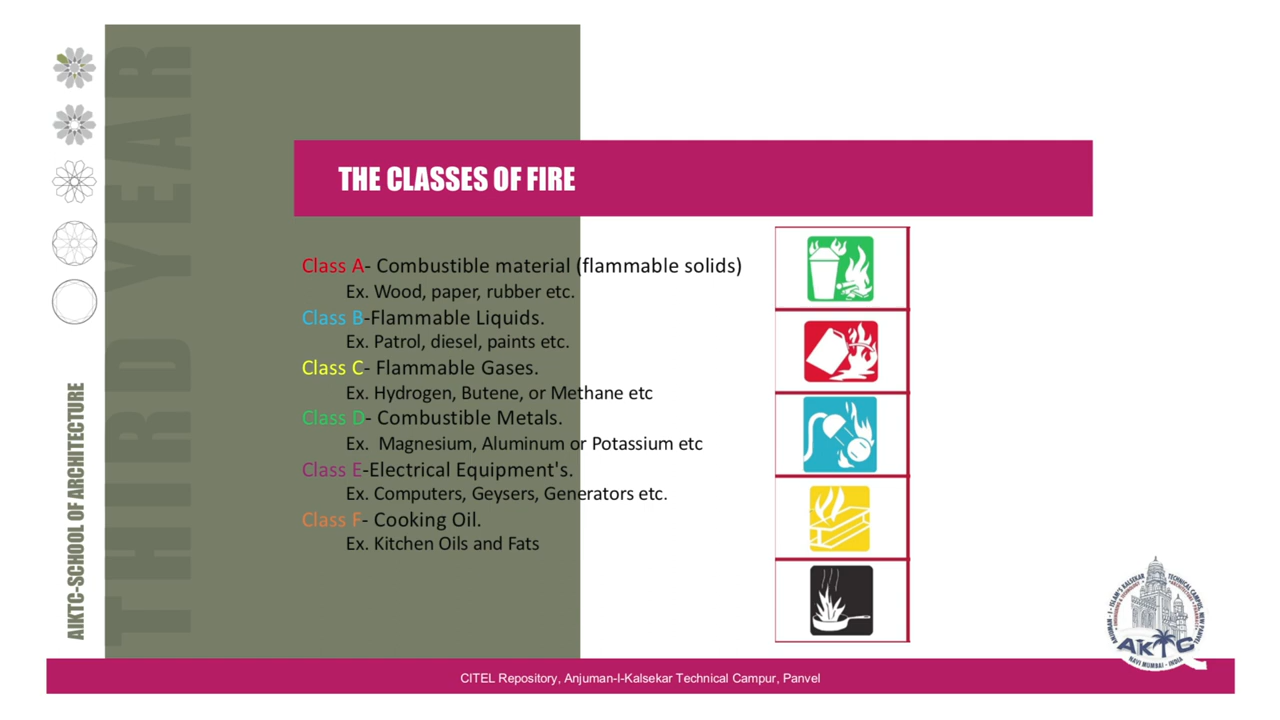 THIRD YEAR
AIKTC-SCHOOL OF ARCHITECTURE
THE CLASSES OF FIRE
Class A- Combustible material (flammable solids)
Ex. Wood, paper, rubber etc.
Class B-Flammable Liquids.
Ex. Patrol, diesel, paints etc.
Class C- Flammable Gases.
Ex. Hydrogen, Butene, or Methane etc
Class D- Combustible Metals.
Ex. Magnesium, Aluminum or Potassium etc
Class E-Electrical Equipment's.
Ex. Computers, Geysers, Generators etc.
Class F- Cooking Oil.
Ex. Kitchen Oils and Fats
AKTC
NAVI MUMBAI - INDIA
CITEL Repository, Anjuman-I-Kalsekar Technical Campur, Panvel